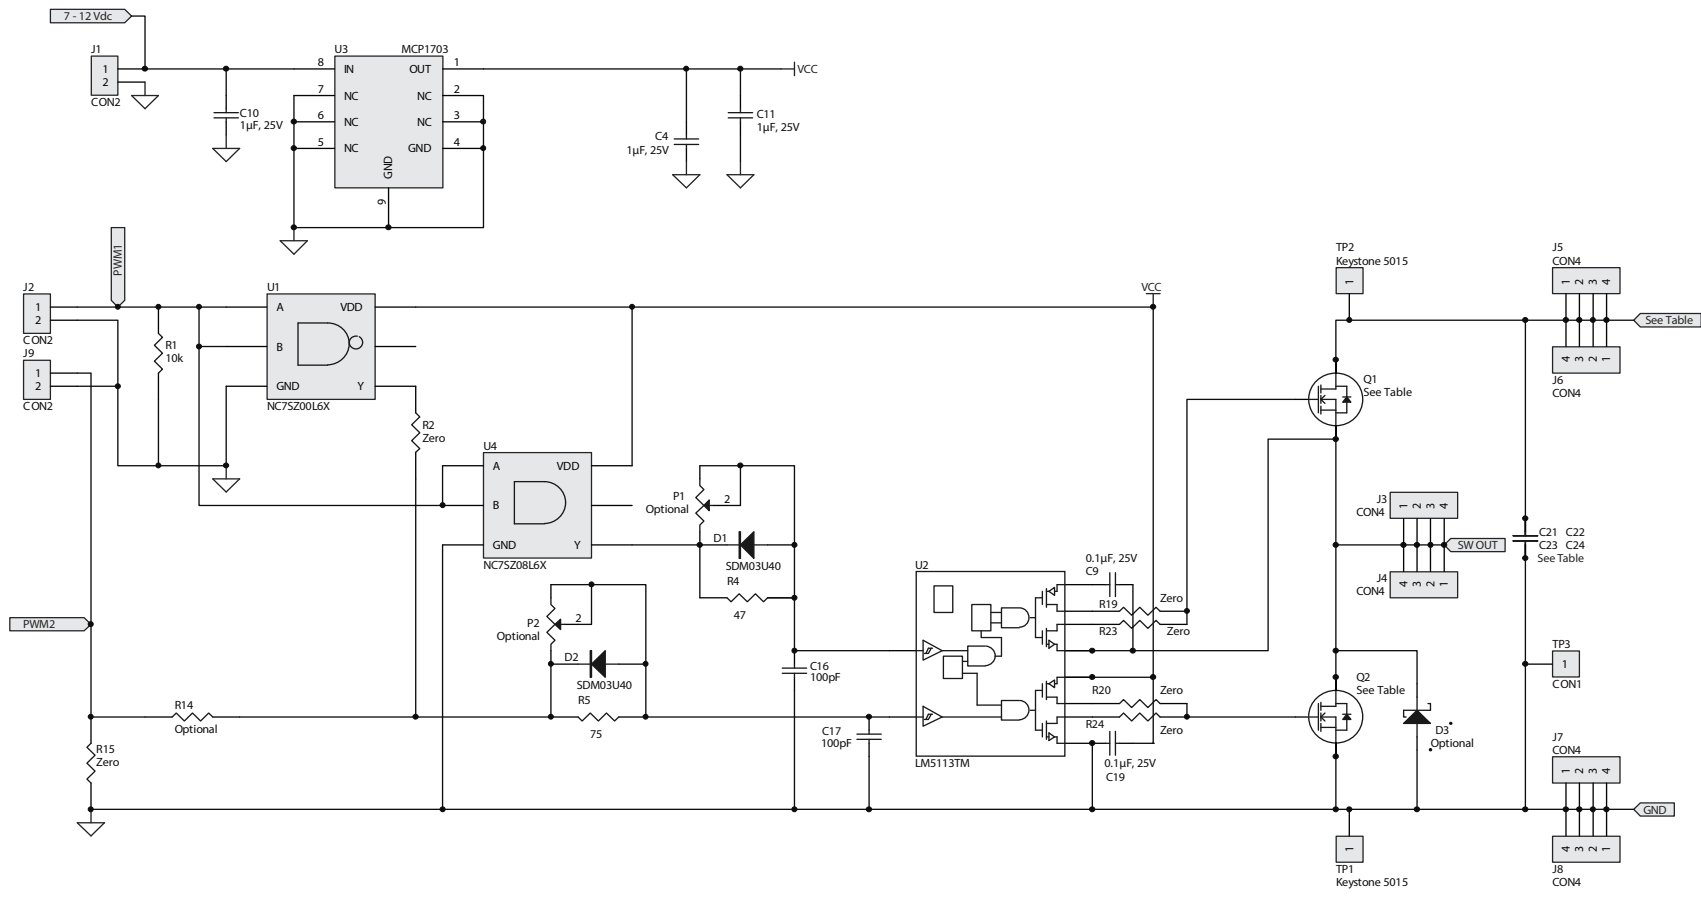 7 - 12 Vdc
J1
1
2
CON2
C10
1µF, 25V
U3
MCP1703
8
IN
OUT
1
7
NC
NC
2
6
NC
NC
3
5
NC
GND
4
GND
9
C4
1µF, 25V
C11
1µF, 25V
VCC
PWM1
J2
1
2
CON2
J9
1
2
CON2
R1
10k
U1
A
VDD
B
GND
Y
NC7SZ00L6X
R2
Zero
U4
A
VDD
B
GND
Y
NC7SZ08L6X
P1
Optional
2
D1
SDM03U40
R4
47
P2
Optional
2
D2
SDM03U40
R5
75
PWM2
R14
Optional
R15
Zero
C16
100pF
C17
100pF
VCC
U2
LM5113TM
0.1µF, 25V
C9
R19
Zero
R23
Zero
R20
Zero
R24
Zero
0.1µF, 25V
C19
TP2
Keystone 5015
1
Q1
See Table
J5
CON4
1 2 3 4
See Table
4 3 2 1
J6
CON4
J3
CON4
1 2 3 4
SW OUT
J4
CON4
4 3 2 1
C21 C22
C23 C24
See Table
TP3
1
CON1
Q2
See Table
D3
Optional
J7
CON4
1 2 3 4
GND
4 3 2 1
J8
CON4
1
TP1
Keystone 5015